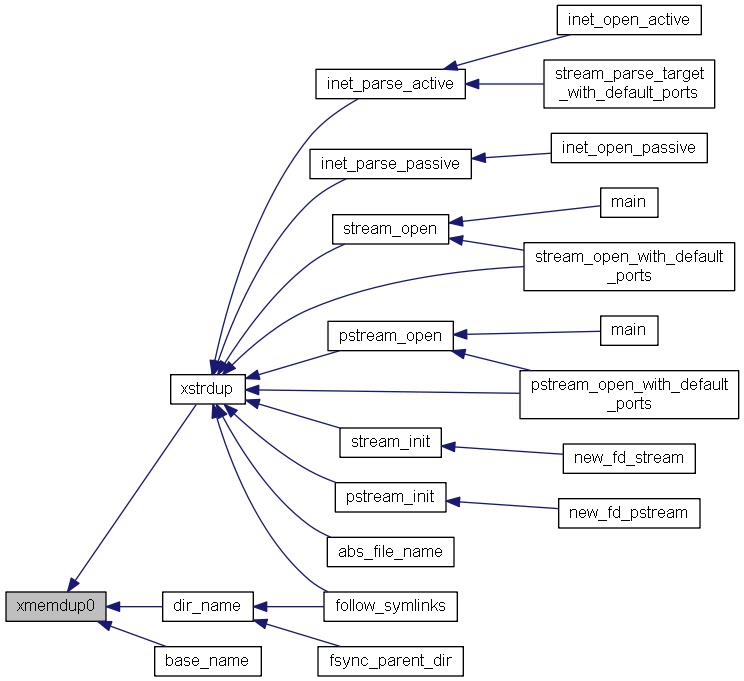 inet_open_active
inet_parse_active
stream_parse_target
_with_default_ports
inet_parse_passive
inet_open_passive
stream_open
main
stream_open_with_default
_ports
pstream_open
main
xstrdup
pstream_open_with_default
_ports
stream_init
new_fd_stream
pstream_init
new_fd_pstream
abs_file_name
xmemdup0
dir_name
follow_symlinks
base_name
fsync_parent_dir